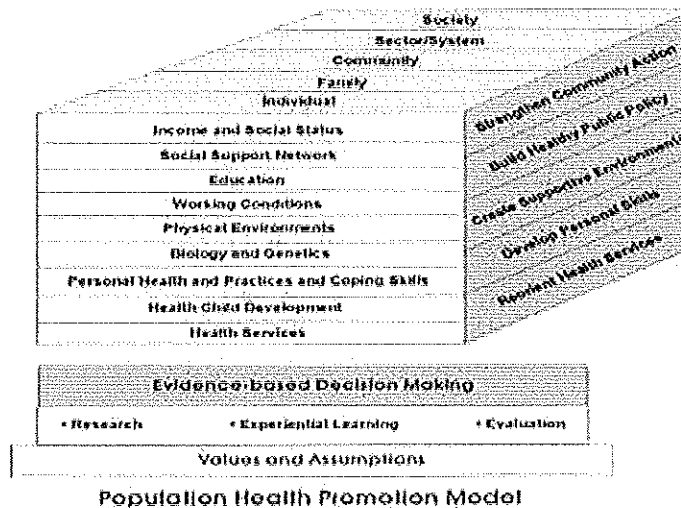 Society
Sector/System
Community
Family
Individual
Income and Social Status
Social Support Network
Education
Working Conditions
Physical Environments
Biology and Genetics
Personal Health and Practices and Coping Skills
Health Child Development
Health Services
Strengthen Community Action
Build Healthy Public Policy
Create Supportive Environments
Develop Personal Skills
Reorient Health Services
Evidence-based Decision Making
• Research • Experiential Learning • Evaluation
Values and Assumptions
Population Health Promotion Model